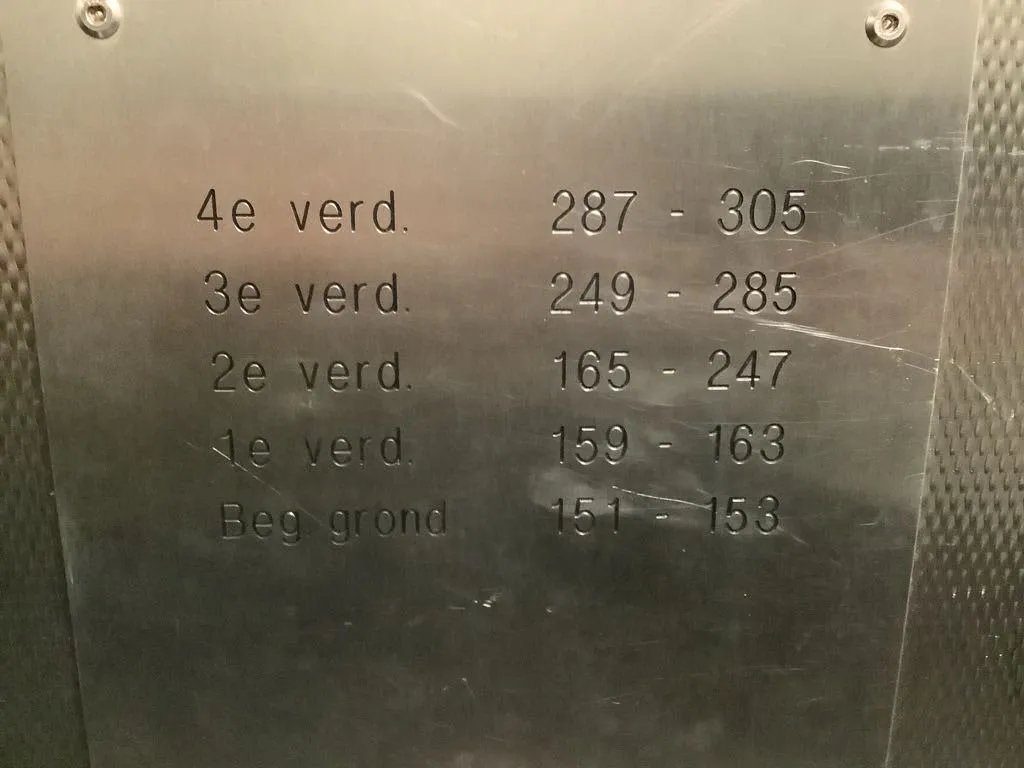 4e verd. 287 - 305
3e verd. 249 - 285
2e verd. 165 - 247
1e verd. 159 - 163
Beg grond 151 - 153